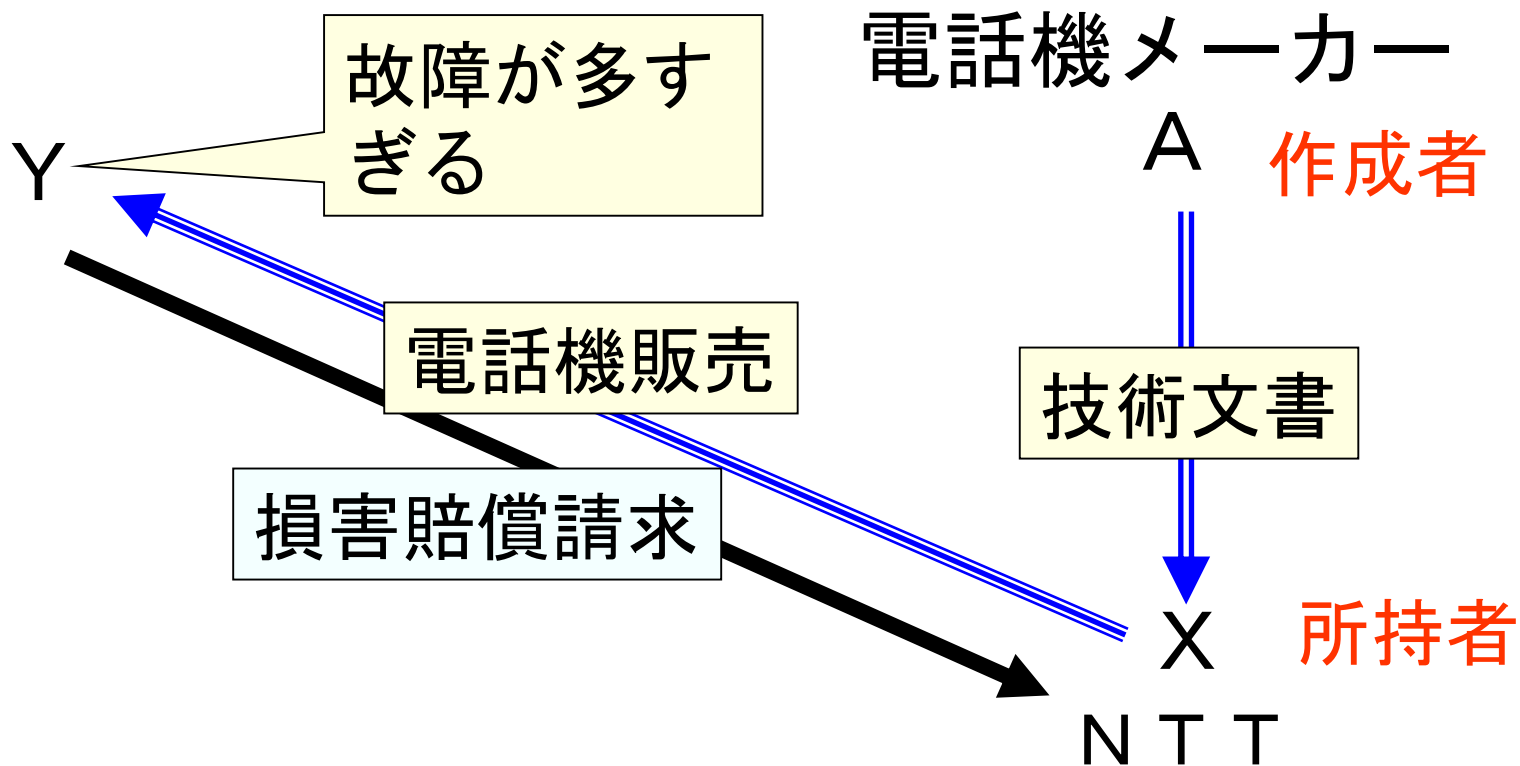 故障が多す
ぎる
Y
電話機メーカー
A
作成者
電話機販売
技術文書
損害賠償請求
X
所持者
NTT